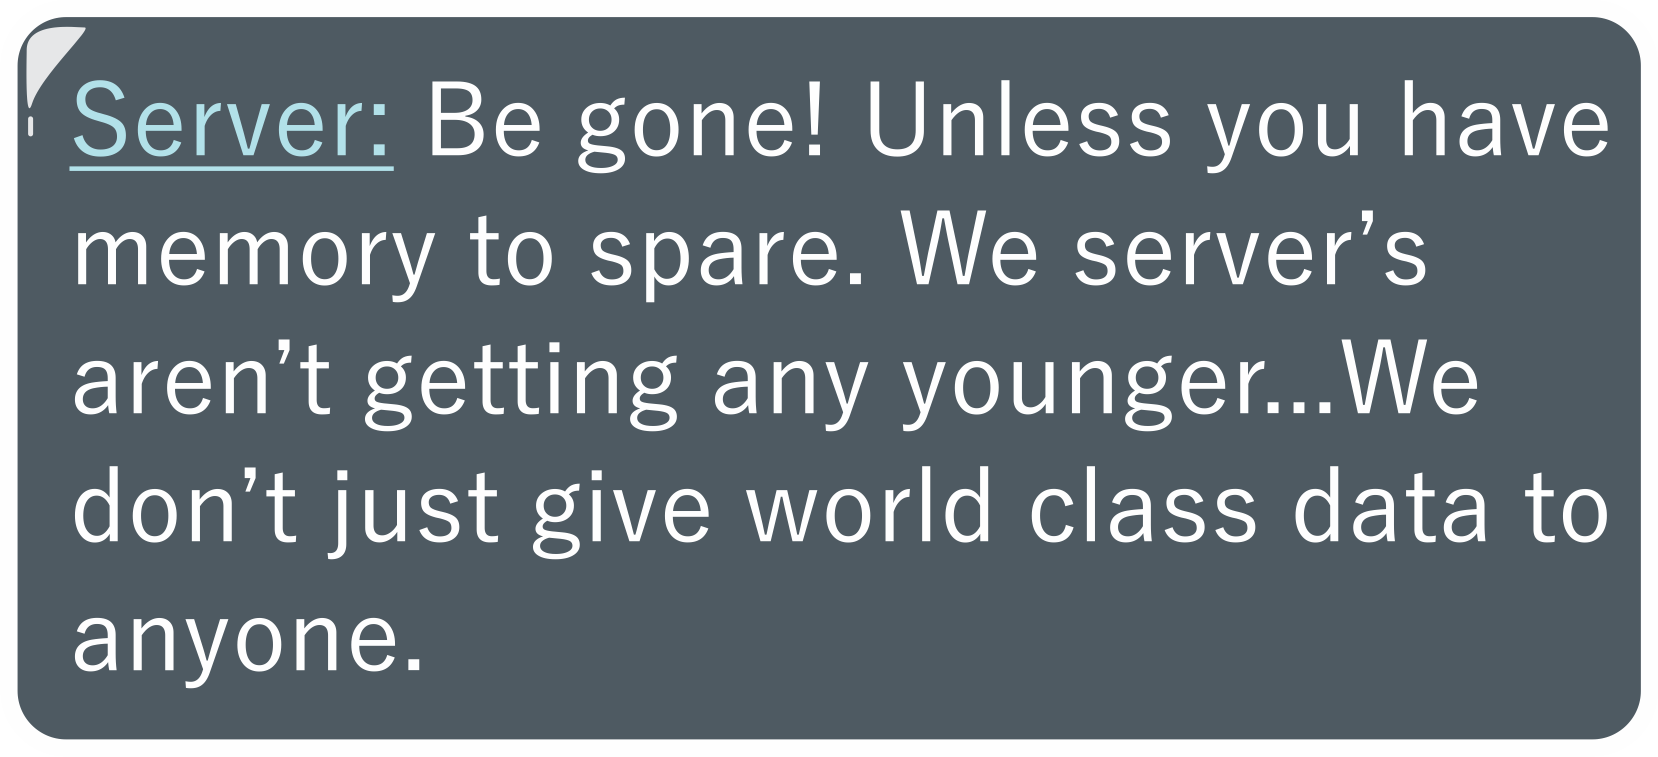 Server: Be gone! Unless you have
memory to spare. We server’s
aren’t getting any younger...We
don’t just give world class data to
anyone.